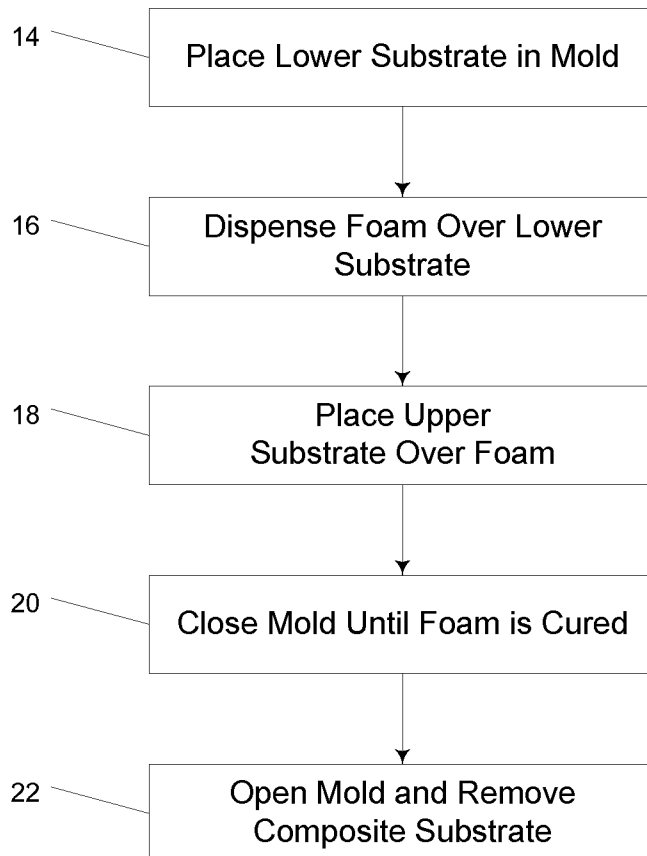 14
Place Lower Substrate in Mold
16
Dispense Foam Over Lower
Substrate
18
Place Upper
Substrate Over Foam
20
Close Mold Until Foam is Cured
22
Open Mold and Remove
Composite Substrate